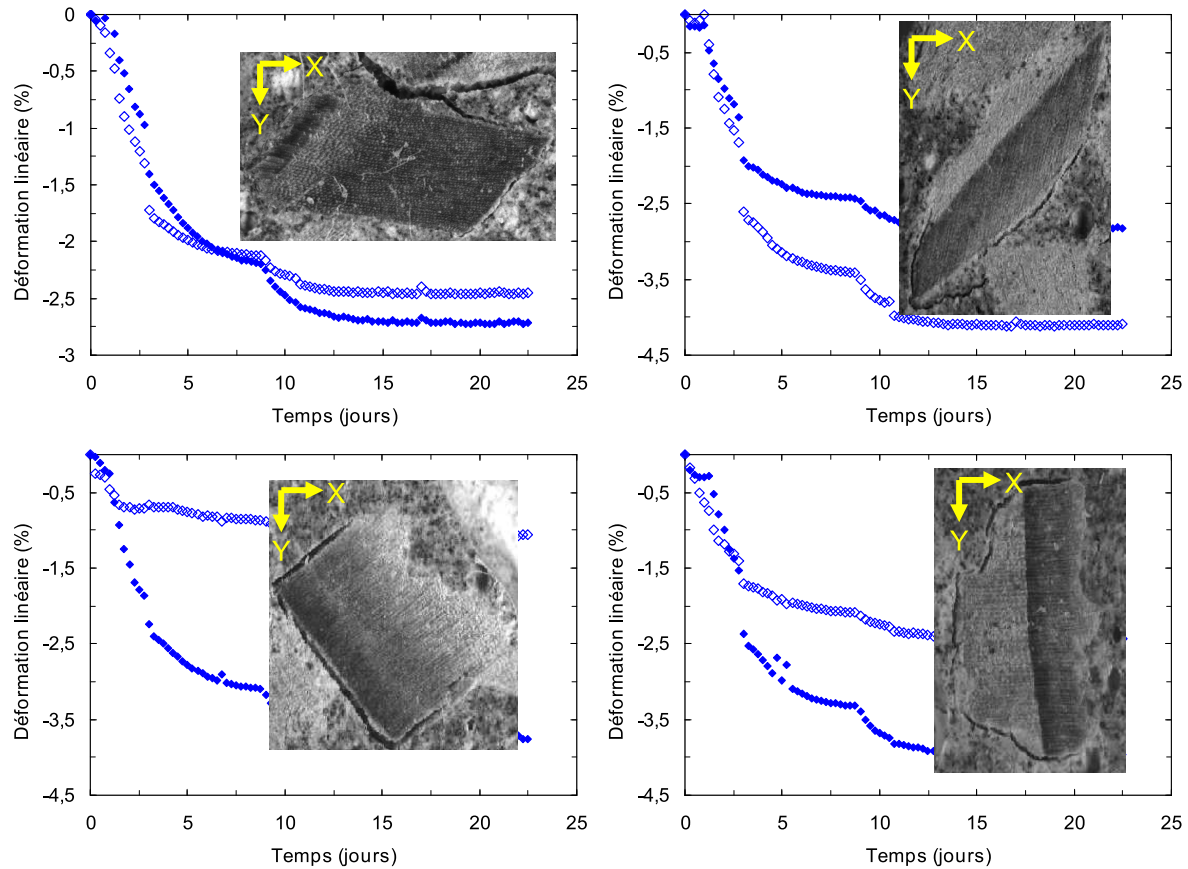 0
-0,5
-1
-1,5
-2
-2,5
-3
Déformation linéaire (%)
X
Y
0 5 10 15 20 25
Temps (jours)
-0,5
-1,5
-2,5
-3,5
-4,5
Déformation linéaire (%)
X
Y
0 5 10 15 20 25
Temps (jours)
-0,5
-1,5
-2,5
-3,5
-4,5
Déformation linéaire (%)
X
Y
0 5 10 15 20 25
Temps (jours)
-0,5
-1,5
-2,5
-3,5
-4,5
Déformation linéaire (%)
X
Y
0 5 10 15 20 25
Temps (jours)